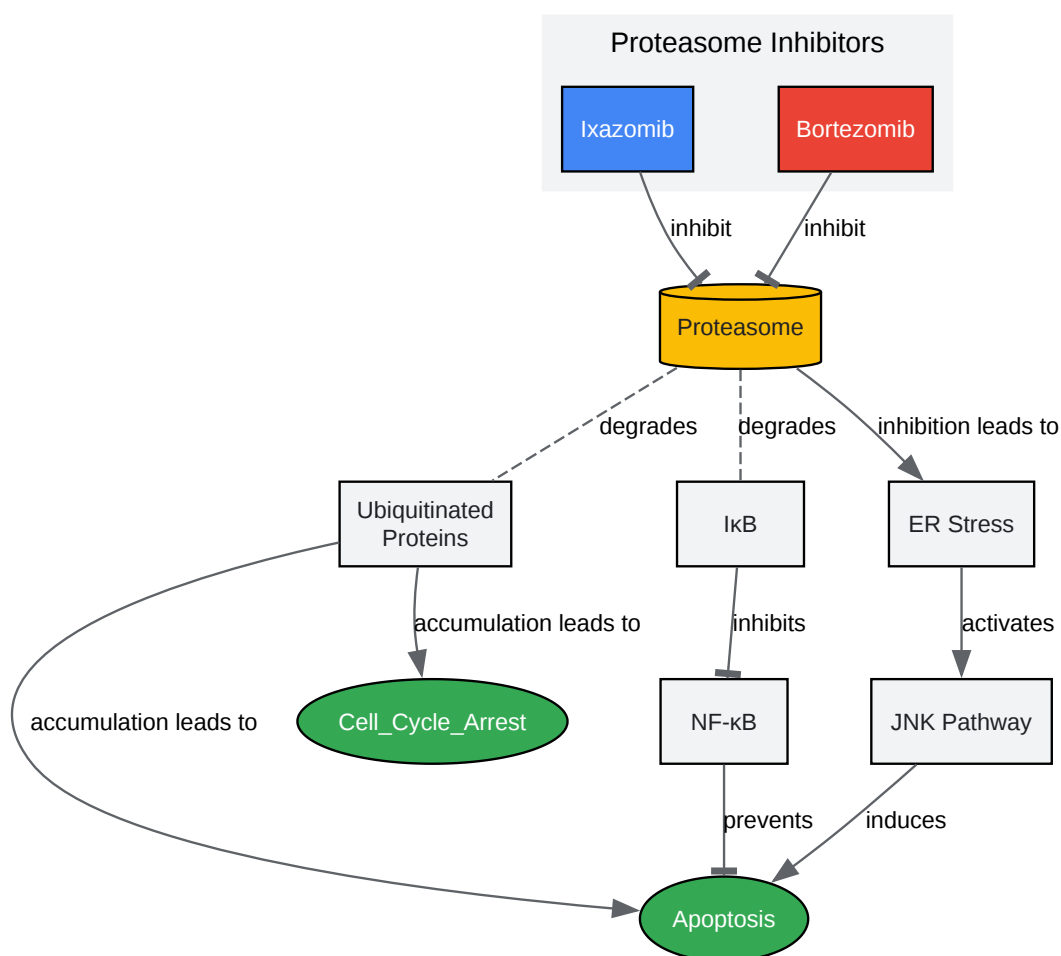 Proteasome Inhibitors
Ixazomib
Bortezomib
inhibit
inhibit
Proteasome
degrades
degrades
inhibition leads to
Ubiquitinated
Proteins
IκB
ER Stress
accumulation leads to
inhibits
activates
accumulation leads to
Cell_Cycle_Arrest
NF-κB
JNK Pathway
prevents
induces
Apoptosis